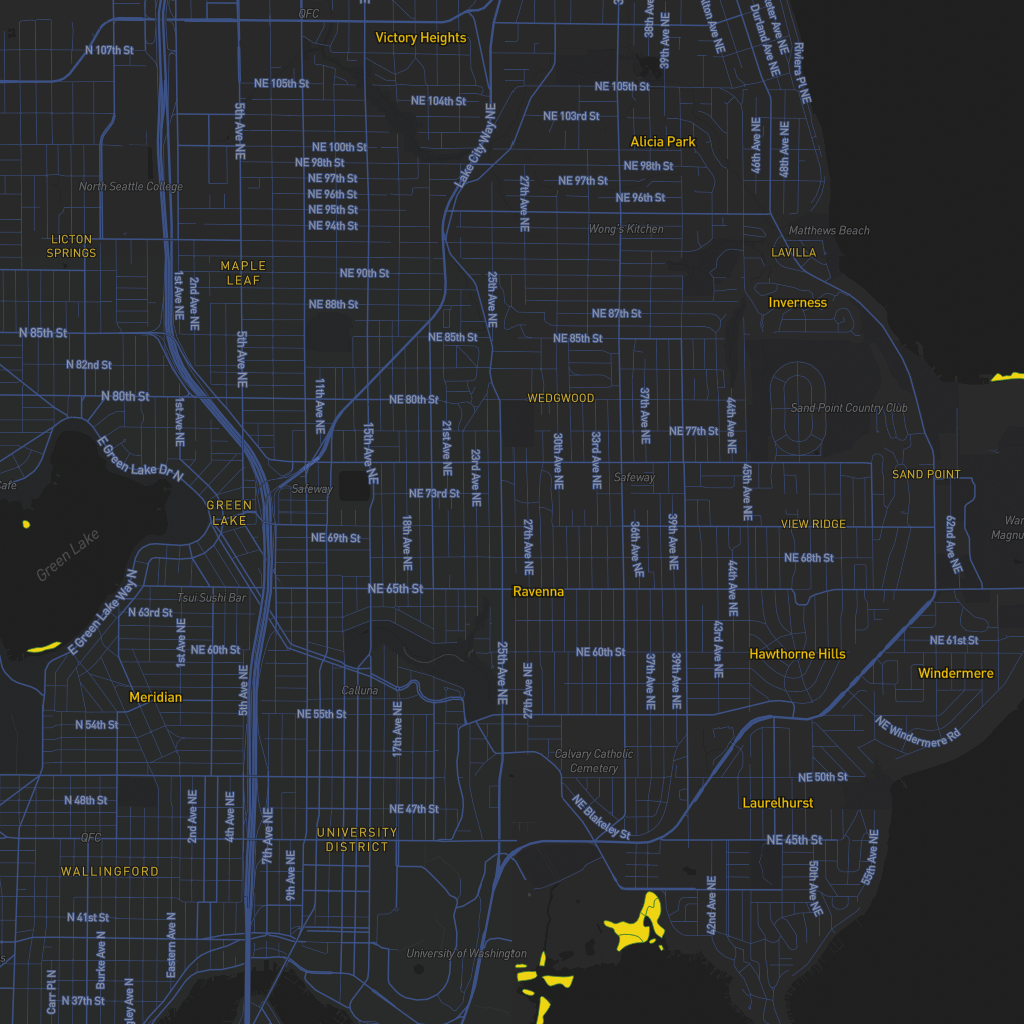 QFC
Victory Heights
38th Ave
39th Ave NE
Durland Ave NE
Riviera Pl NE
N 107th St
NE 105th St
NE 104th St
NE 105th St
NE 103rd St
5th Ave NE
Lake City Way NE
Alicia Park
46th Ave NE
48th Ave NE
NE 100th St
NE 98th St
NE 97th St
NE 96th St
NE 95th St
NE 94th St
NE 98th St
NE 97th St
NE 96th St
27th Ave NE
North Seattle College
Wong's Kitchen
Matthews Beach
LICTON
SPRINGS
LAVILLA
MAPLE
LEAF
NE 90th St
1st Ave NE
2nd Ave NE
25th Ave NE
NE 88th St
Inverness
NE 87th St
N 85th St
5th Ave NE
NE 85th St
NE 85th St
N 82nd St
N 80th St
1st Ave NE
11th Ave NE
NE 80th St
WEDGWOOD
37th Ave NE
44th Ave NE
Sand Point Country Club
E Green Lake Dr N
15th Ave NE
21st Ave NE
23rd Ave NE
30th Ave NE
33rd Ave NE
NE 77th St
45th Ave NE
SAND POINT
Safeway
Safeway
NE 73rd St
GREEN
LAKE
Green Lake
NE 69th St
18th Ave NE
27th Ave NE
36th Ave NE
39th Ave NE
VIEW RIDGE
62nd Ave NE
NE 68th St
44th Ave NE
NE 65th St
Ravenna
Tsui Sushi Bar
E Green Lake Way N
N 63rd St
1st Ave NE
NE 60th St
5th Ave NE
25th Ave NE
27th Ave NE
NE 60th St
37th Ave NE
39th Ave NE
43rd Ave NE
Hawthorne Hills
NE 61st St
Windermere
Meridian
Calluna
N 54th St
NE 55th St
17th Ave NE
NE Windermere Rd
Calvary Catholic
Cemetery
NE 50th St
N 48th St
2nd Ave NE
4th Ave NE
7th Ave NE
NE 47th St
NE Blakeley St
Laurelhurst
QFC
UNIVERSITY
DISTRICT
NE 45th St
55th Ave NE
WALLINGFORD
9th Ave NE
42nd Ave NE
50th Ave NE
N 41st St
Eastern Ave N
Burke Ave N
University of Washington
Carr Pl N
N 37th St